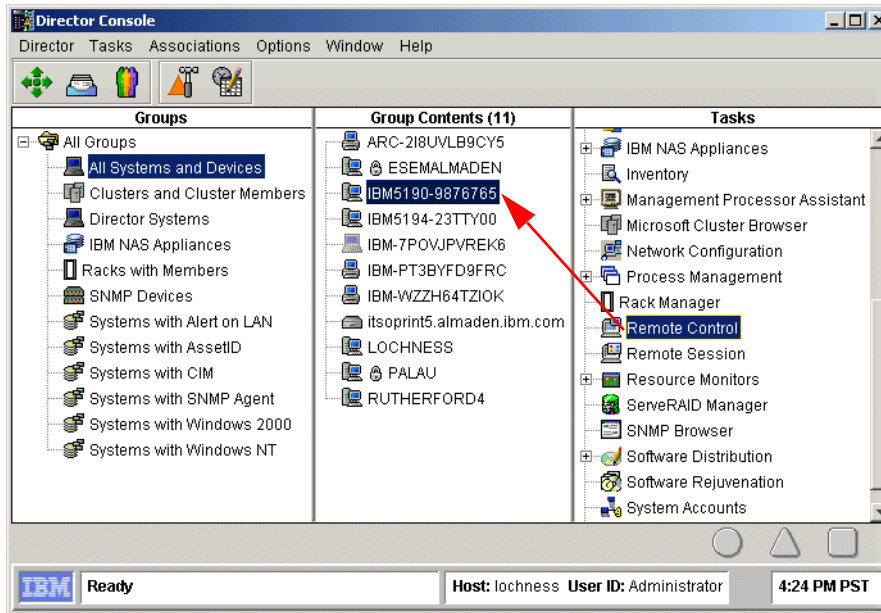 Director Console
Director Tasks Associations Options Window Help
Groups
All Groups
All Systems and Devices
Clusters and Cluster Members
Director Systems
IBM NAS Appliances
Racks with Members
SNMP Devices
Systems with Alert on LAN
Systems with AssetID
Systems with CIM
Systems with SNMP Agent
Systems with Windows 2000
Systems with Windows NT
Group Contents (11)
ARC-2I8UVLB9CY5
ESEMALMADEN
IBM5190-9876765
IBM5194-23TTY00
IBM-7POVJPVREK6
IBM-PT3BYFD9FRC
IBM-WZZH64TZIOK
itsoprint5.almaden.ibm.com
LOCHNESS
PALAU
RUTHERFORD4
Tasks
IBM NAS Appliances
Inventory
Management Processor Assistant
Microsoft Cluster Browser
Network Configuration
Process Management
Rack Manager
Remote Control
Remote Session
Resource Monitors
ServeRAID Manager
SNMP Browser
Software Distribution
Software Rejuvenation
System Accounts
IBM Ready Host: lochness User ID: Administrator 4:24 PM PST